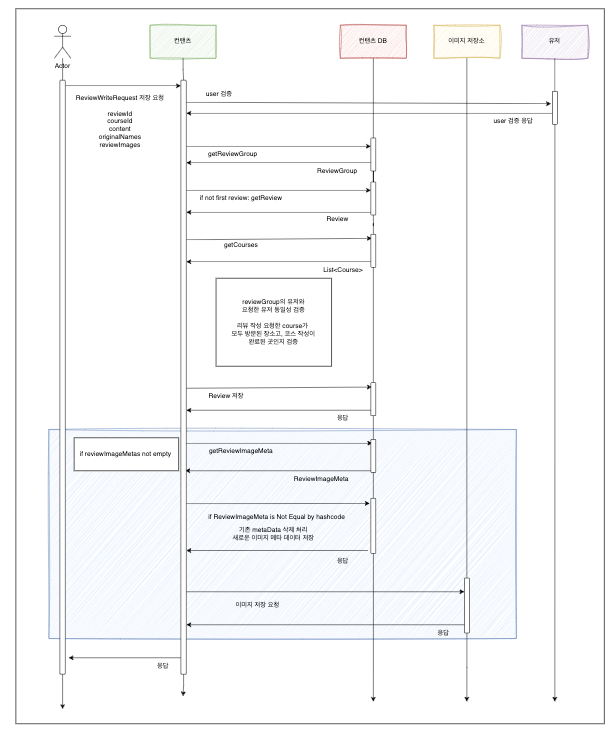 컨텐츠
컨텐츠 DB
이미지 저장소
유저
Actor
ReviewWriteRequest 저장 요청
reviewId
courseId
content
originalNames
reviewImages
user 검증
user 검증 응답
getReviewGroup
ReviewGroup
if not first review: getReview
Review
getCourses
List<Course>
reviewGroup의 유저와
요청한 유저 동일성 검증
리뷰 작성 요청한 course가
모두 방문된 장소고, 코스 작성이
완료된 곳인지 검증
Review 저장
응답
if reviewImageMetas not empty
getReviewImageMeta
ReviewImageMeta
if ReviewImageMeta is Not Equal by hashcode
기존 metaData 삭제 처리
새로운 이미지 메타 데이터 저장
응답
이미지 저장 요청
응답
응답